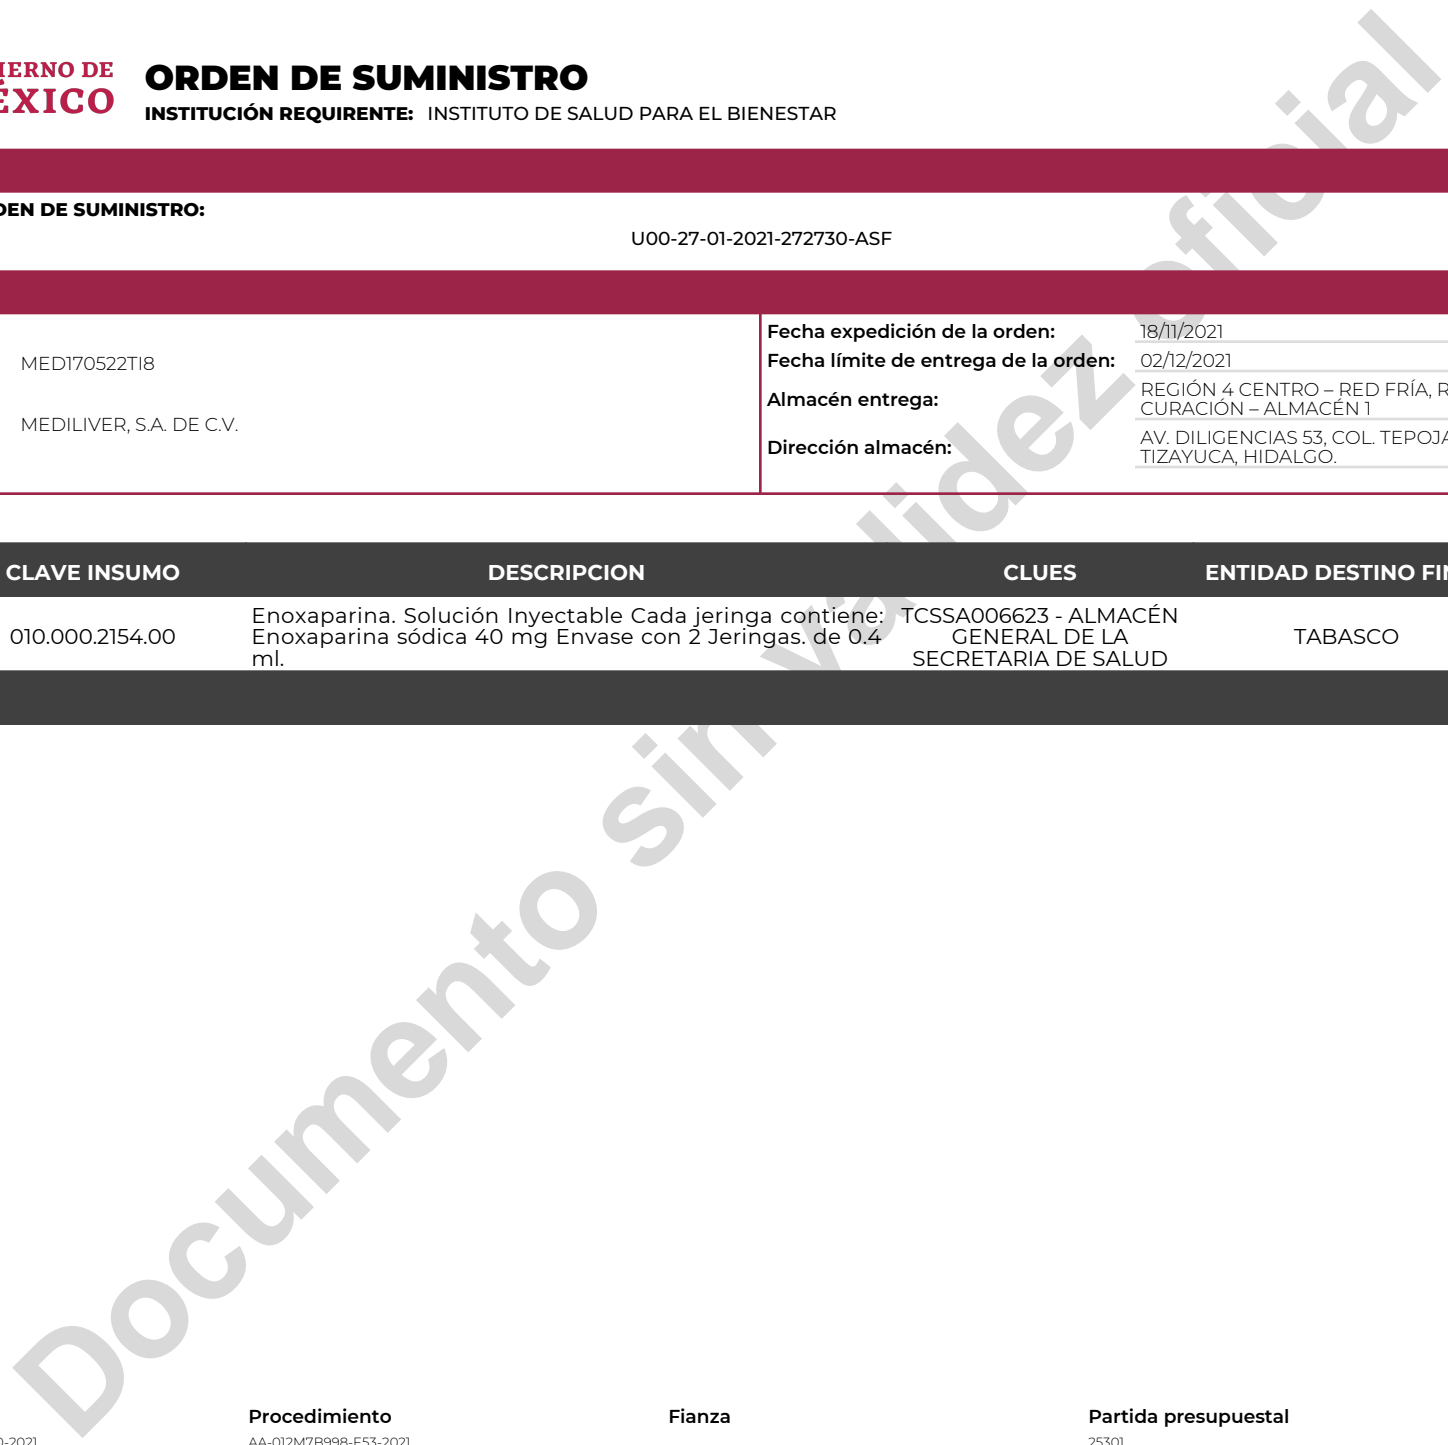 IERNO DE
ÉXICO
ORDEN DE SUMINISTRO
INSTITUCIÓN REQUIRENTE: INSTITUTO DE SALUD PARA EL BIENESTAR
DEN DE SUMINISTRO:
U00-27-01-2021-272730-ASF
MED170522TI8
MEDILIVER, S.A. DE C.V.
Fecha expedición de la orden: 18/11/2021
Fecha límite de entrega de la orden: 02/12/2021
Almacén entrega: REGIÓN 4 CENTRO – RED FRÍA, R
CURACIÓN – ALMACÉN 1
Dirección almacén: AV. DILIGENCIAS 53, COL. TEPOJA
TIZAYUCA, HIDALGO.
CLAVE INSUMO DESCRIPCION CLUES ENTIDAD DESTINO FIN
010.000.2154.00
Enoxaparina. Solución Inyectable Cada jeringa contiene:
Enoxaparina sódica 40 mg Envase con 2 Jeringas. de 0.4
ml.
TCSSA006623 - ALMACÉN
GENERAL DE LA
SECRETARIA DE SALUD
TABASCO
Documento sin validez oficial
Procedimiento Fianza Partida presupuestal
0-2021 AA-012M7B998-E53-2021 25301